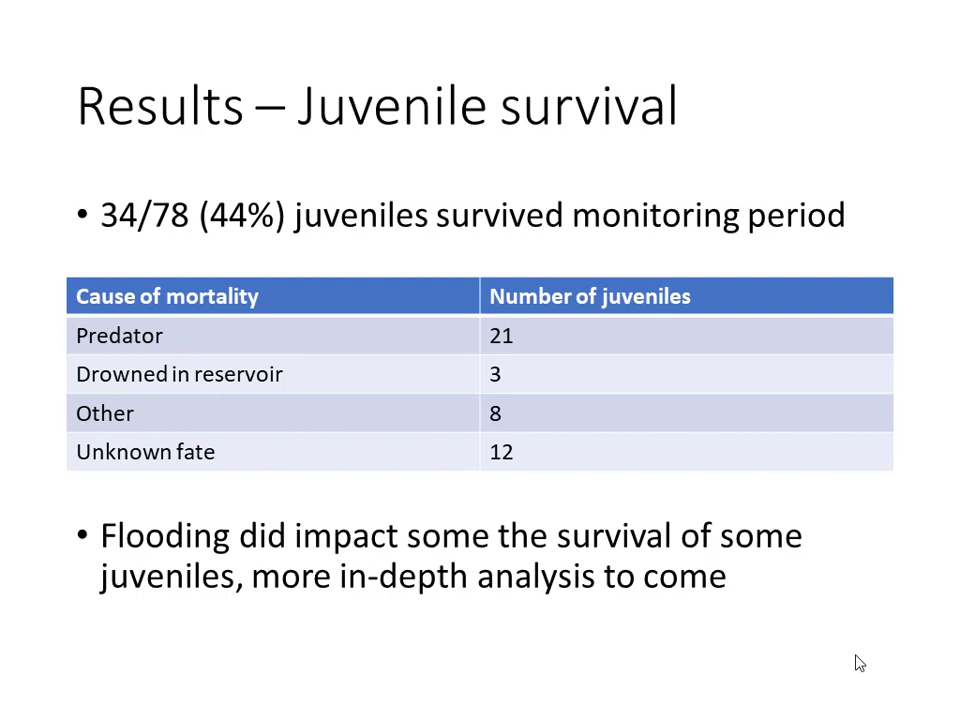 Results – Juvenile survival
• 34/78 (44%) juveniles survived monitoring period
Cause of mortality Number of juveniles
Predator 21
Drowned in reservoir 3
Other 8
Unknown fate 12
• Flooding did impact some the survival of some
juveniles, more in-depth analysis to come